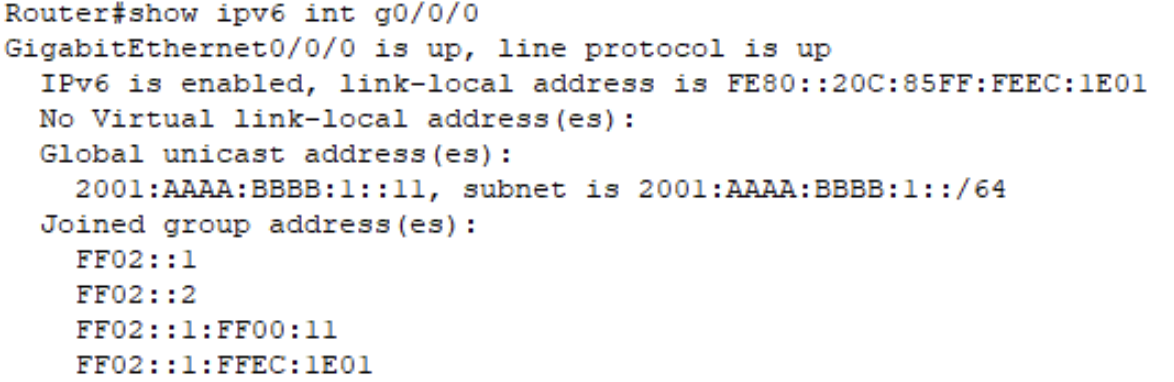 Router#show ipv6 int g0/0/0
GigabitEthernet0/0/0 is up, line protocol is up
IPv6 is enabled, link-local address is FE80::20C:85FF:FEEC:1E01
No Virtual link-local address(es):
Global unicast address(es):
2001:AAAA:BBBB:1::11, subnet is 2001:AAAA:BBBB:1::/64
Joined group address(es):
FF02::1
FF02::2
FF02::1:FF00:11
FF02::1:FFEC:1E01